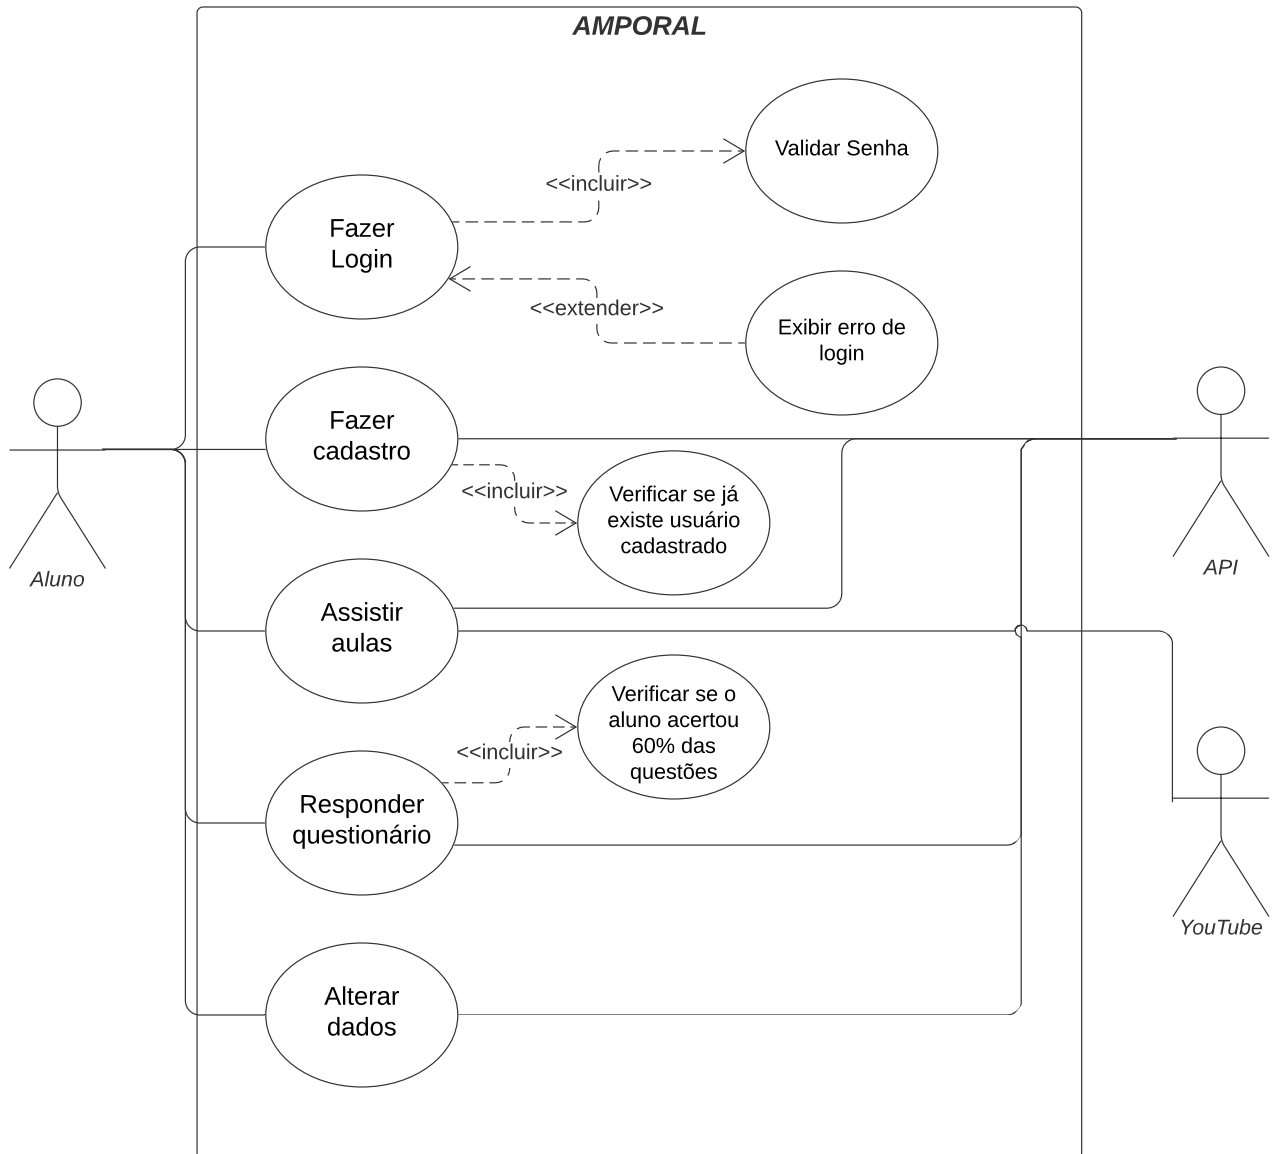 AMPORAL
Validar Senha
<<incluir>>
Fazer
Login
<<extender>>
Exibir erro de
login
Fazer
cadastro
<<incluir>>
Verificar se já
existe usuário
cadastrado
Aluno
API
Assistir
aulas
Verificar se o
aluno acertou
60% das
questões
<<incluir>>
Responder
questionário
YouTube
Alterar
dados